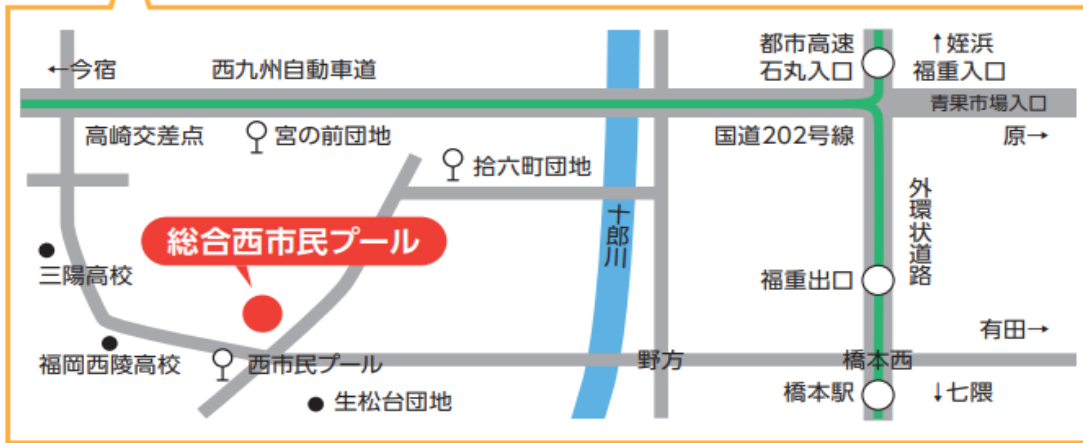 ←今宿
西九州自動車道
都市高速
石丸入口
↑姪浜
福重入口
青果市場入口
高崎交差点
宮の前団地
国道202号線
原→
拾六町団地
外環状道路
十郎川
総合西市民プール
三陽高校
福重出口
有田→
福岡西陵高校
西市民プール
野方
橋本西
生松台団地
橋本駅
↓七隈